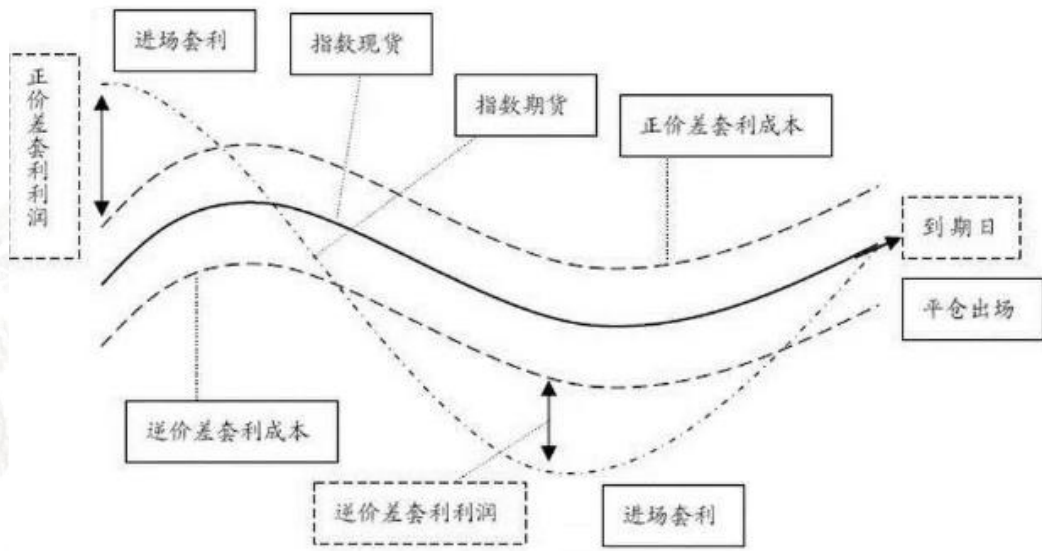 进场套利
指数现货
正价差套利利润
指数期货
正价差套利成本
到期日
平仓出场
逆价差套利成本
逆价差套利利润
进场套利